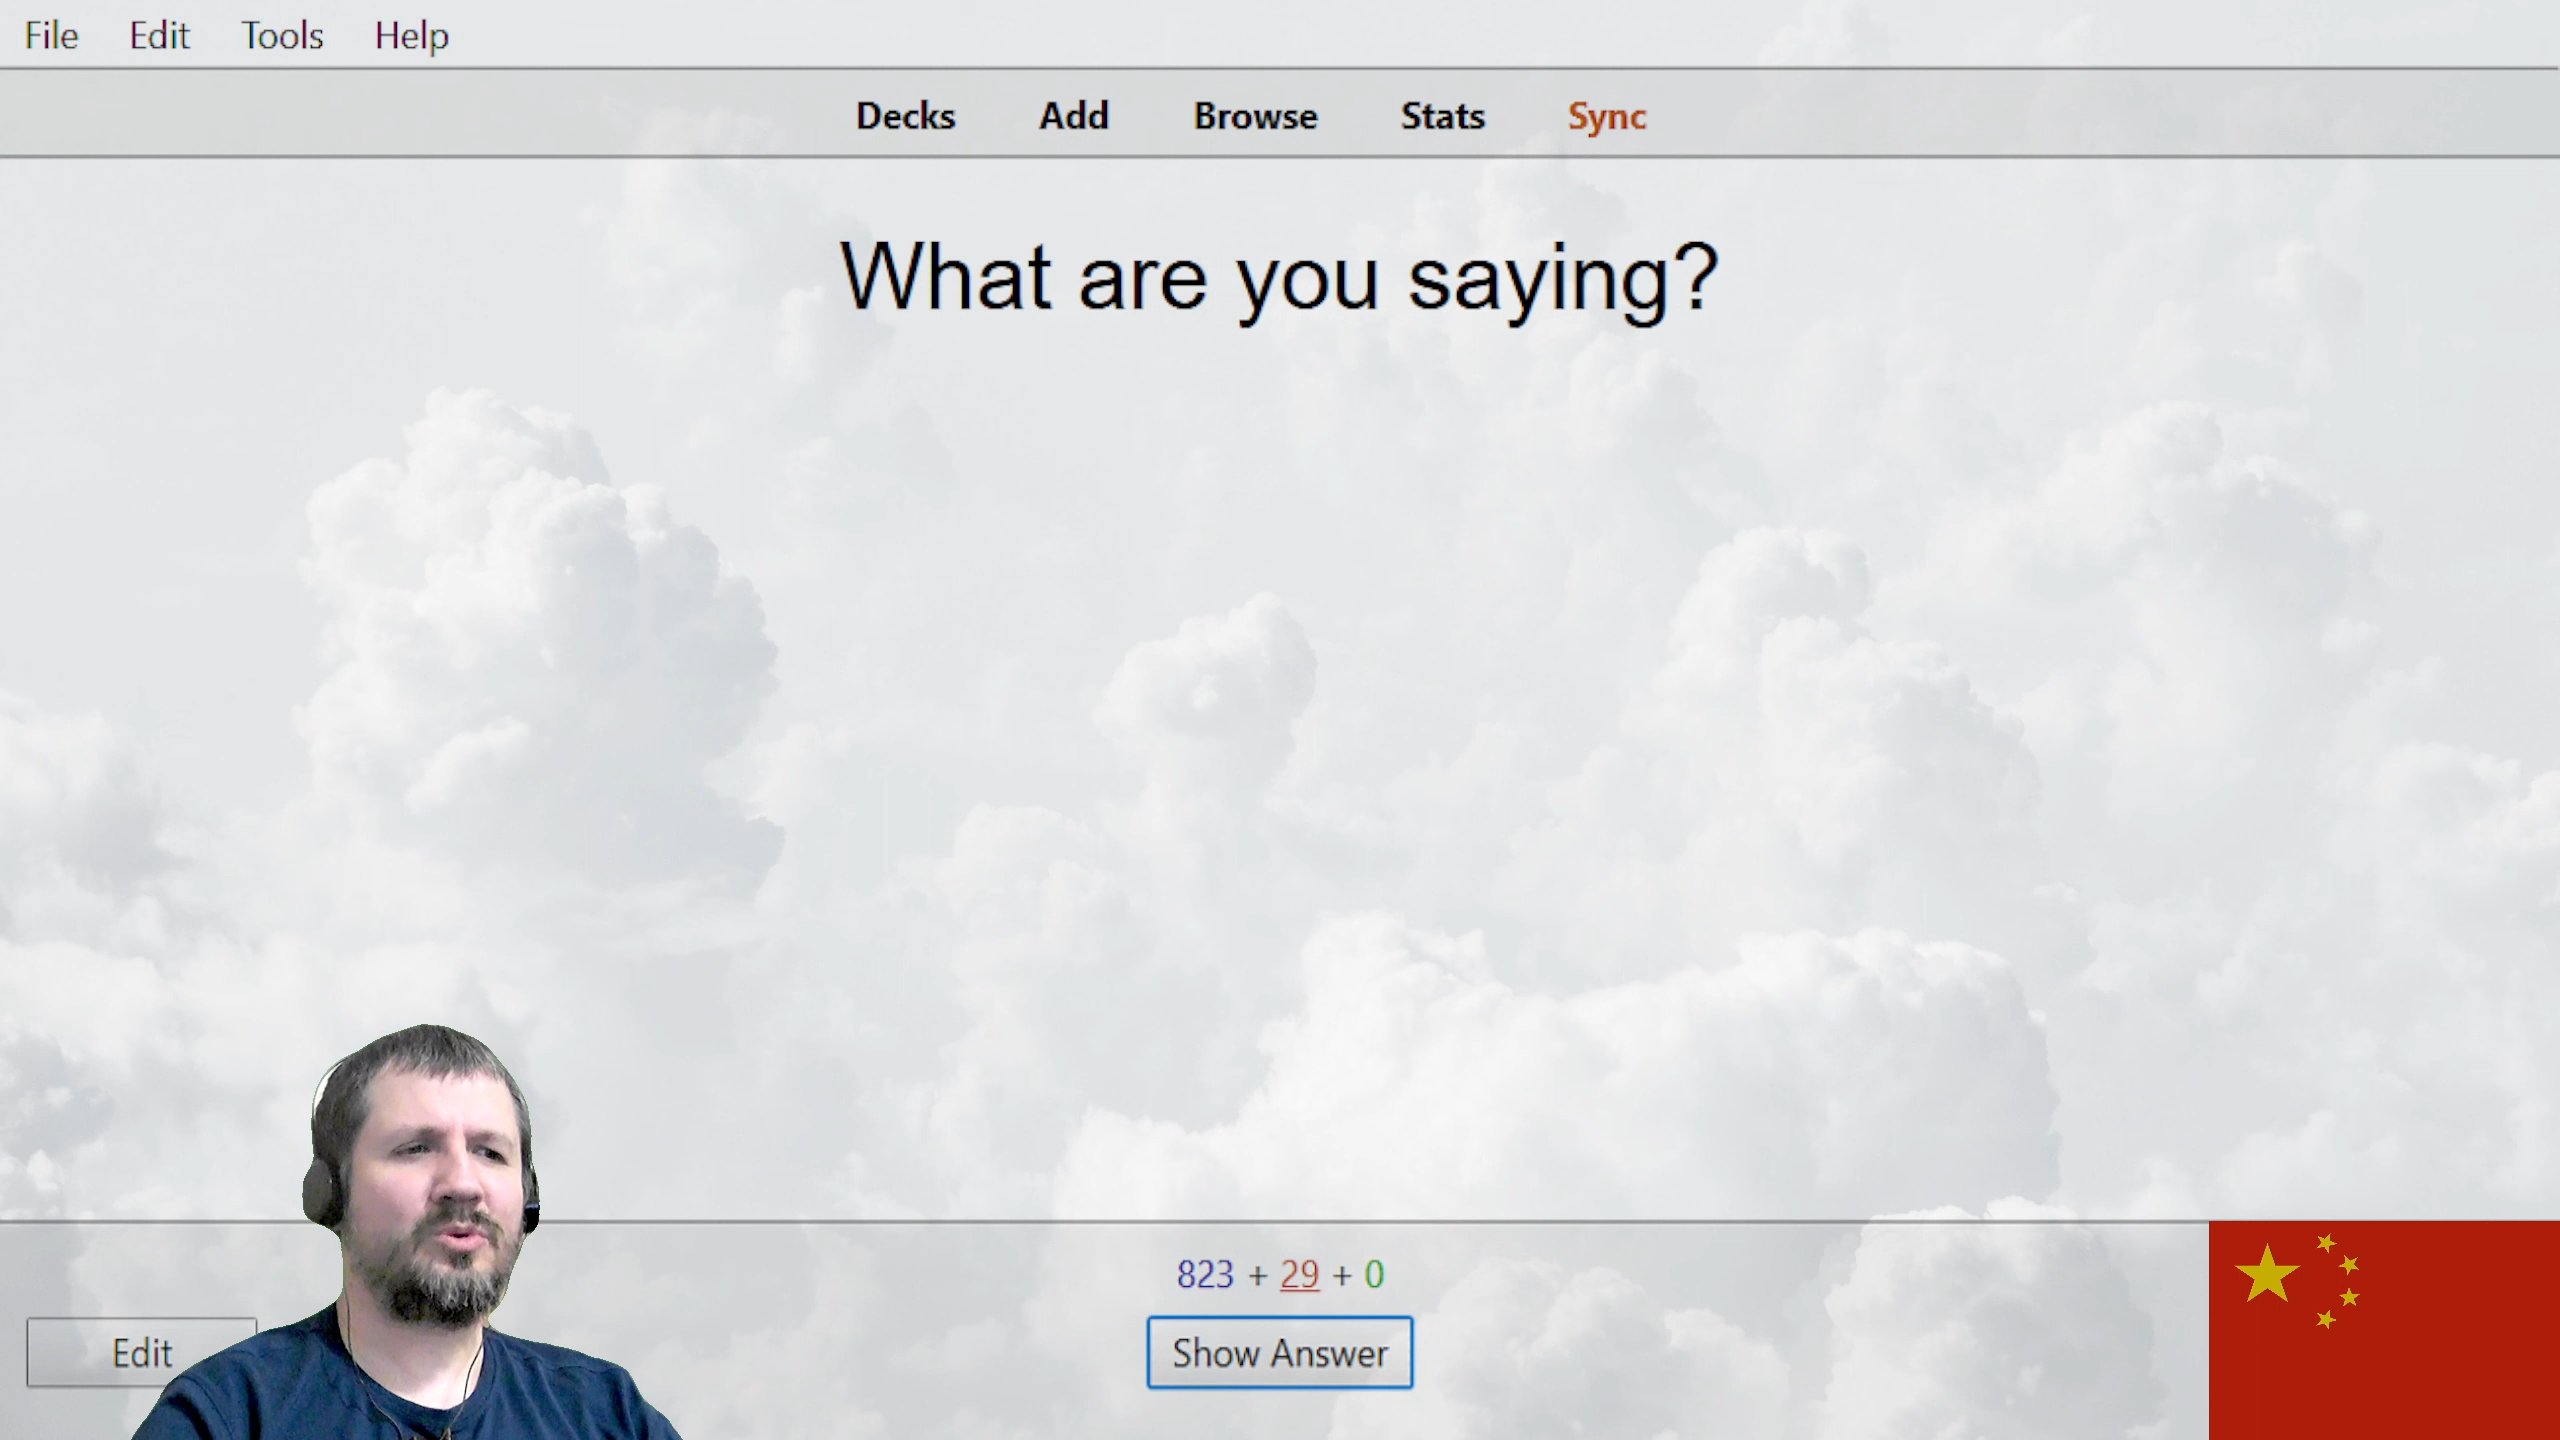 File Edit Tools Help
Decks Add Browse Stats Sync
What are you saying?
823 + 29 + 0
Edit Show Answer